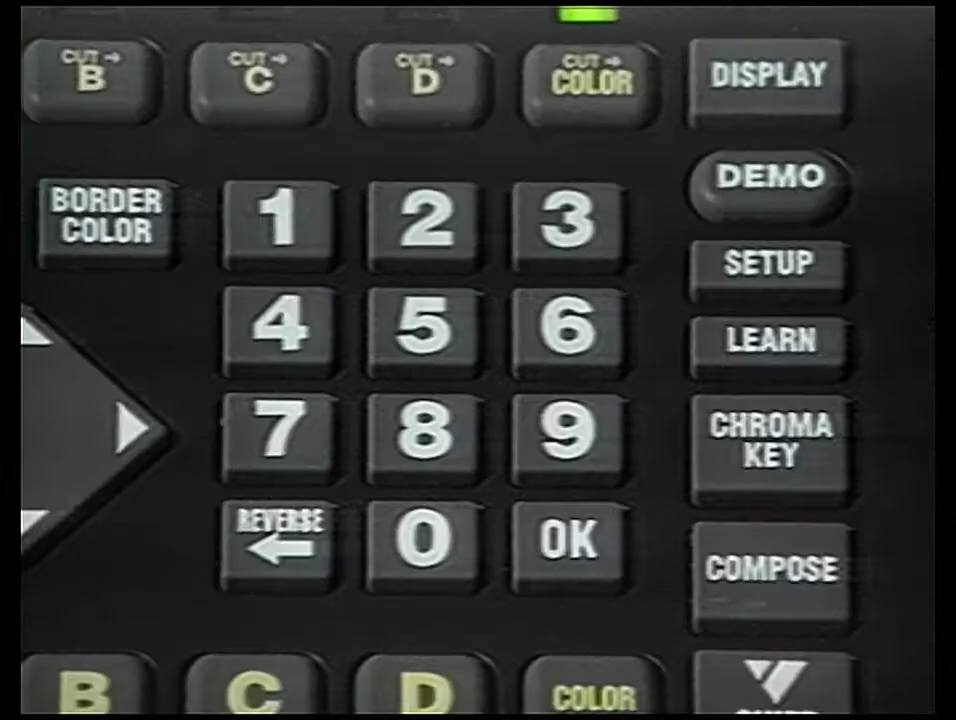 CUT →
B
CUT →
C
CUT →
D
CUT →
COLOR
DISPLAY
DEMO
BORDER
COLOR
1 2 3
SETUP
4 5 6
LEARN
7 8 9
CHROMA
KEY
REVERSE
←
0 OK
COMPOSE
B C D COLOR